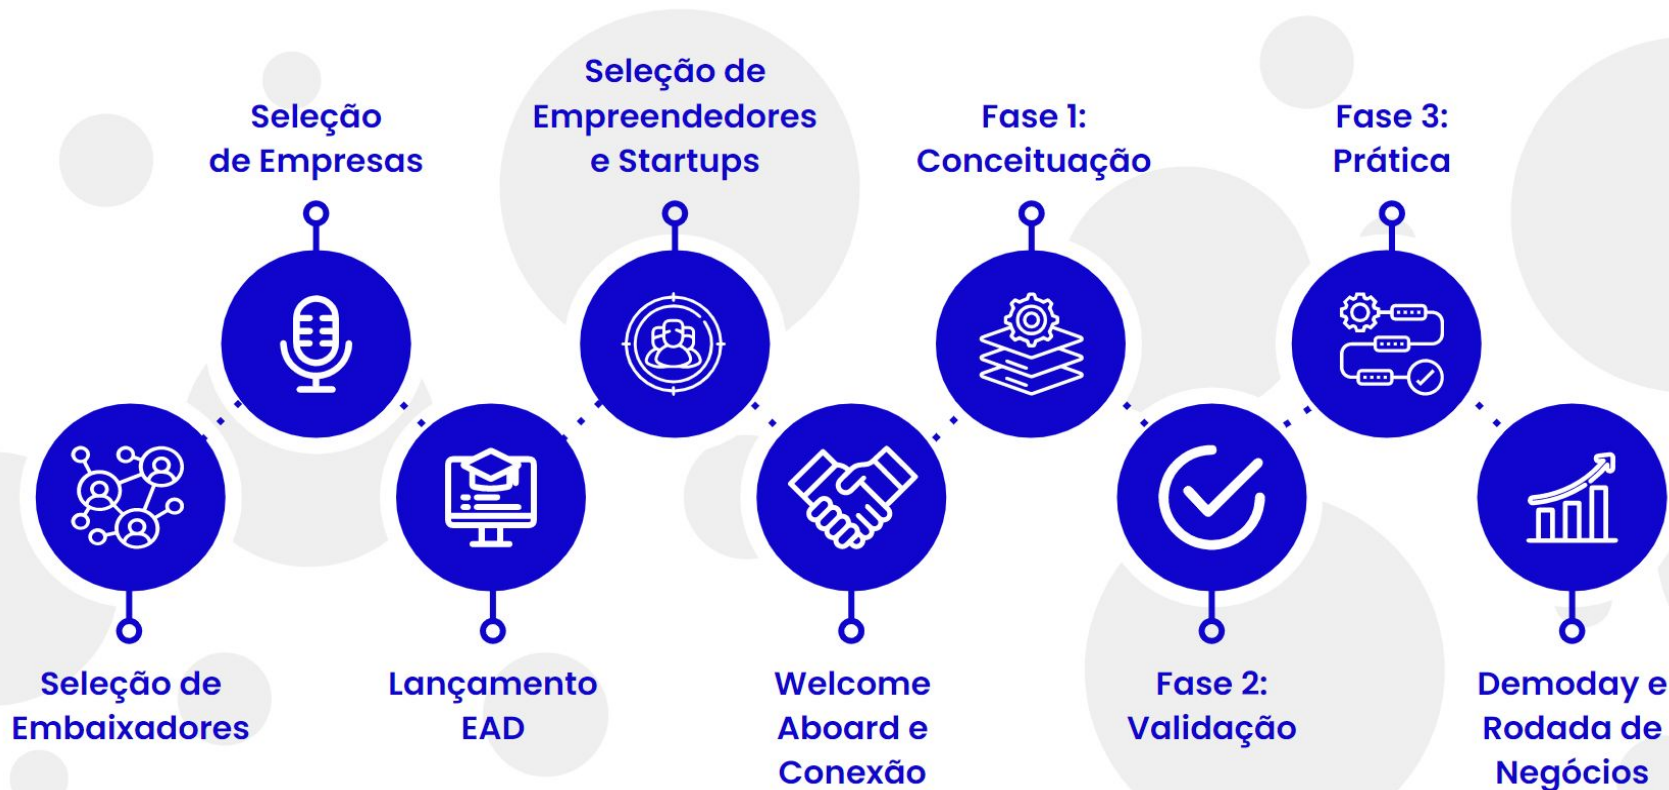 Seleção de
Embaixadores
Seleção
de Empresas
Lançamento
EAD
Seleção de
Empreendedores
e Startups
Welcome
Aboard e
Conexão
Fase 1:
Conceituação
Fase 2:
Validação
Fase 3:
Prática
Demoday e
Rodada de
Negócios